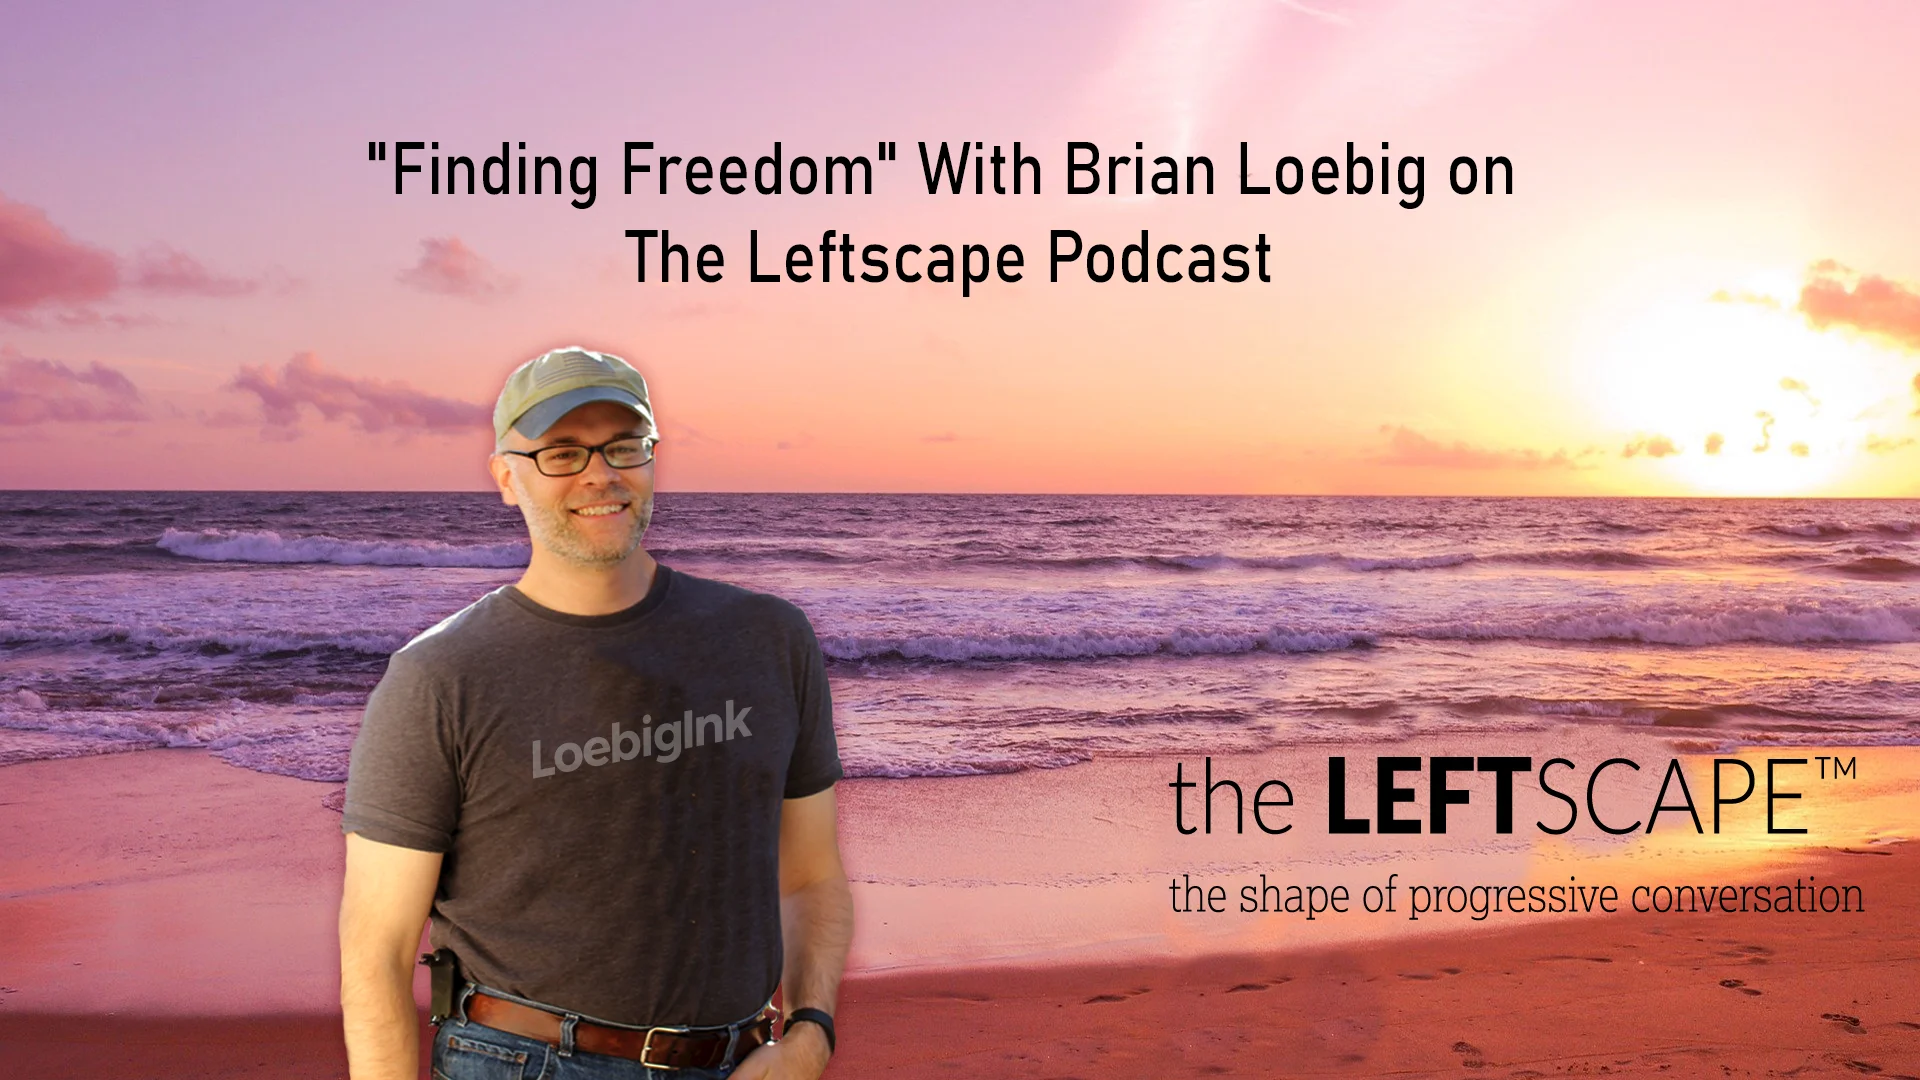 "Finding Freedom" With Brian Loebig on
The Leftscape Podcast
LoebigInk
the LEFTSCAPE™
the shape of progressive conversation